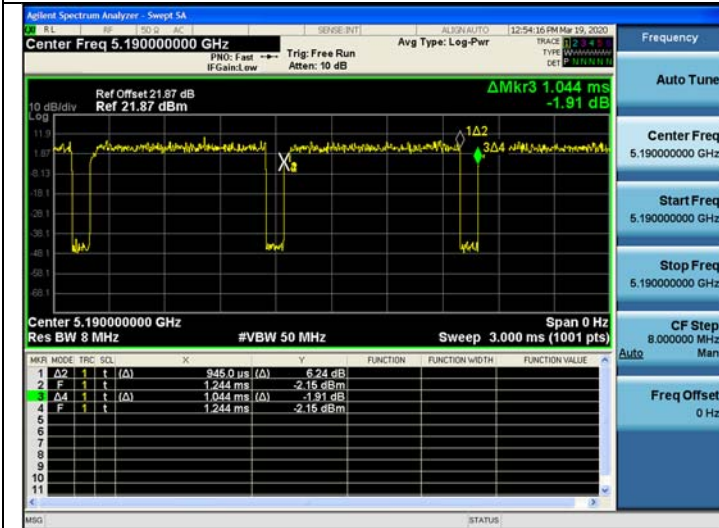 Agilent Spectrum Analyzer - Swept SA
RL RF 50 Ω AC SENSE:INT ALIGN AUTO 12:54:16 PM Mar 19, 2020
Center Freq 5.190000000 GHz
PNO: Fast
IFGain:Low
Trig: Free Run
Atten: 10 dB
Avg Type: Log-Pwr
TRACE 1 2 3 4 5 6
TYPE
DET P N N N N N
Frequency
Auto Tune
Center Freq
5.190000000 GHz
Start Freq
5.190000000 GHz
Stop Freq
5.190000000 GHz
CF Step
8.000000 MHz
Auto Man
Freq Offset
0 Hz
Ref Offset 21.87 dB
10 dB/div Ref 21.87 dBm
Log
ΔMkr3 1.044 ms
-1.91 dB
11.9
1.87
-8.13
-18.1
-28.1
-38.1
-48.1
-58.1
-68.1
1Δ2
3Δ4
Center 5.190000000 GHz Span 0 Hz
Res BW 8 MHz #VBW 50 MHz Sweep 3.000 ms (1001 pts)
MKR MODE TRC SCL X Y FUNCTION FUNCTION WIDTH FUNCTION VALUE
1 Δ2 1 t (Δ) 945.0 µs (Δ) 6.24 dB
2 F 1 t 1.244 ms -2.15 dBm
3 Δ4 1 t (Δ) 1.044 ms (Δ) -1.91 dB
4 F 1 t 1.244 ms -2.15 dBm
5
6
7
8
9
10
11
MSG STATUS